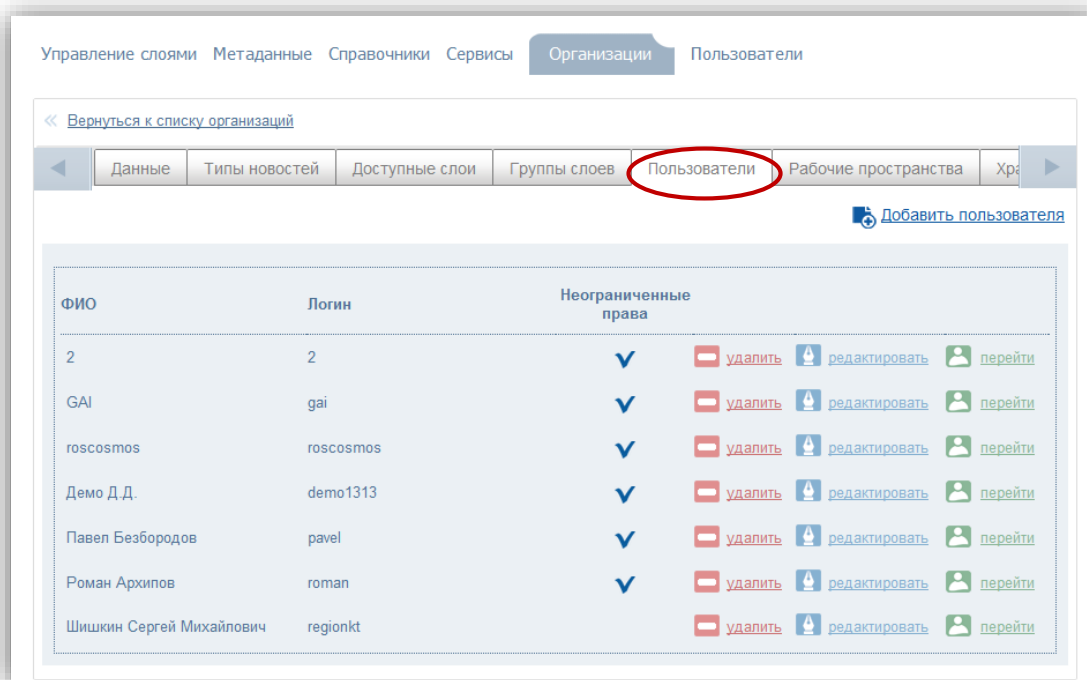 Управление слоями Метаданные Справочники Сервисы Организации Пользователи
Вернуться к списку организаций
Данные Типы новостей Доступные слои Группы слоев Пользователи Рабочие пространства Хра
Добавить пользователя
ФИО Логин Неограниченные
права
2 2 удалить редактировать перейти
GAI gai удалить редактировать перейти
roscosmos roscosmos удалить редактировать перейти
Демо Д.Д. demo1313 удалить редактировать перейти
Павел Безбородов pavel удалить редактировать перейти
Роман Архипов roman удалить редактировать перейти
Шишкин Сергей Михайлович regionkt удалить редактировать перейти